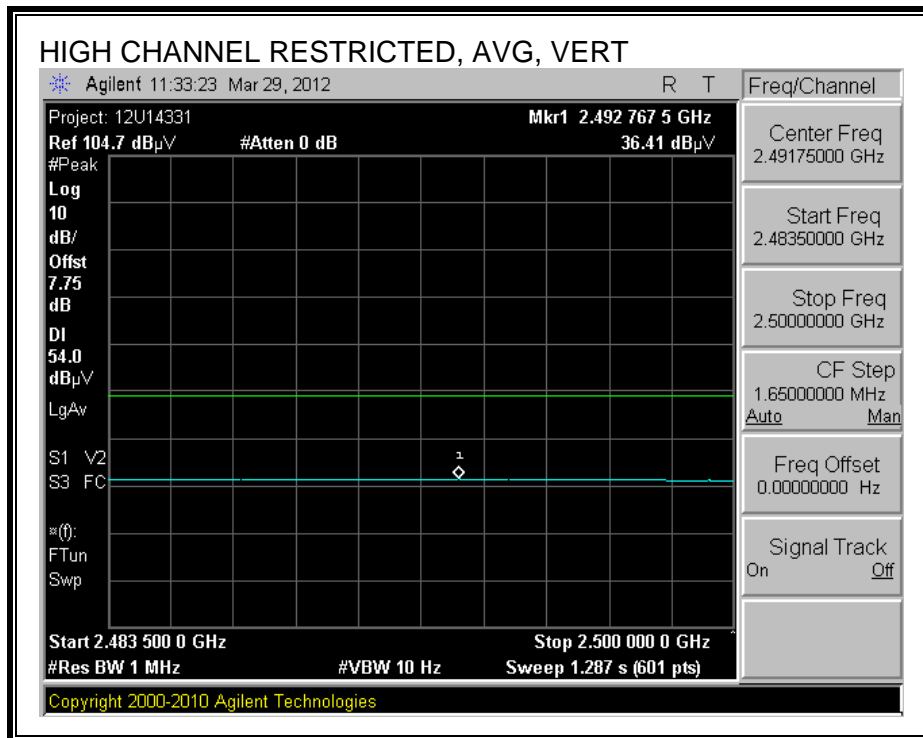 HIGH CHANNEL RESTRICTED, AVG, VERT
Agilent 11:33:23 Mar 29, 2012 R T
Project: 12U14331 Mkr1 2.492 767 5 GHz
Ref 104.7 dBµV #Atten 0 dB 36.41 dBµV
#Peak
Log
10
dB/
Offst
7.75
dB
DI
54.0
dBµV
LgAv
S1 V2
S3 FC
¤(f):
FTun
Swp
1
Start 2.483 500 0 GHz Stop 2.500 000 0 GHz ^
#Res BW 1 MHz #VBW 10 Hz Sweep 1.287 s (601 pts)
Copyright 2000-2010 Agilent Technologies
Freq/Channel
Center Freq
2.49175000 GHz
Start Freq
2.48350000 GHz
Stop Freq
2.50000000 GHz
CF Step
1.65000000 MHz
Auto Man
Freq Offset
0.00000000 Hz
Signal Track
On Off